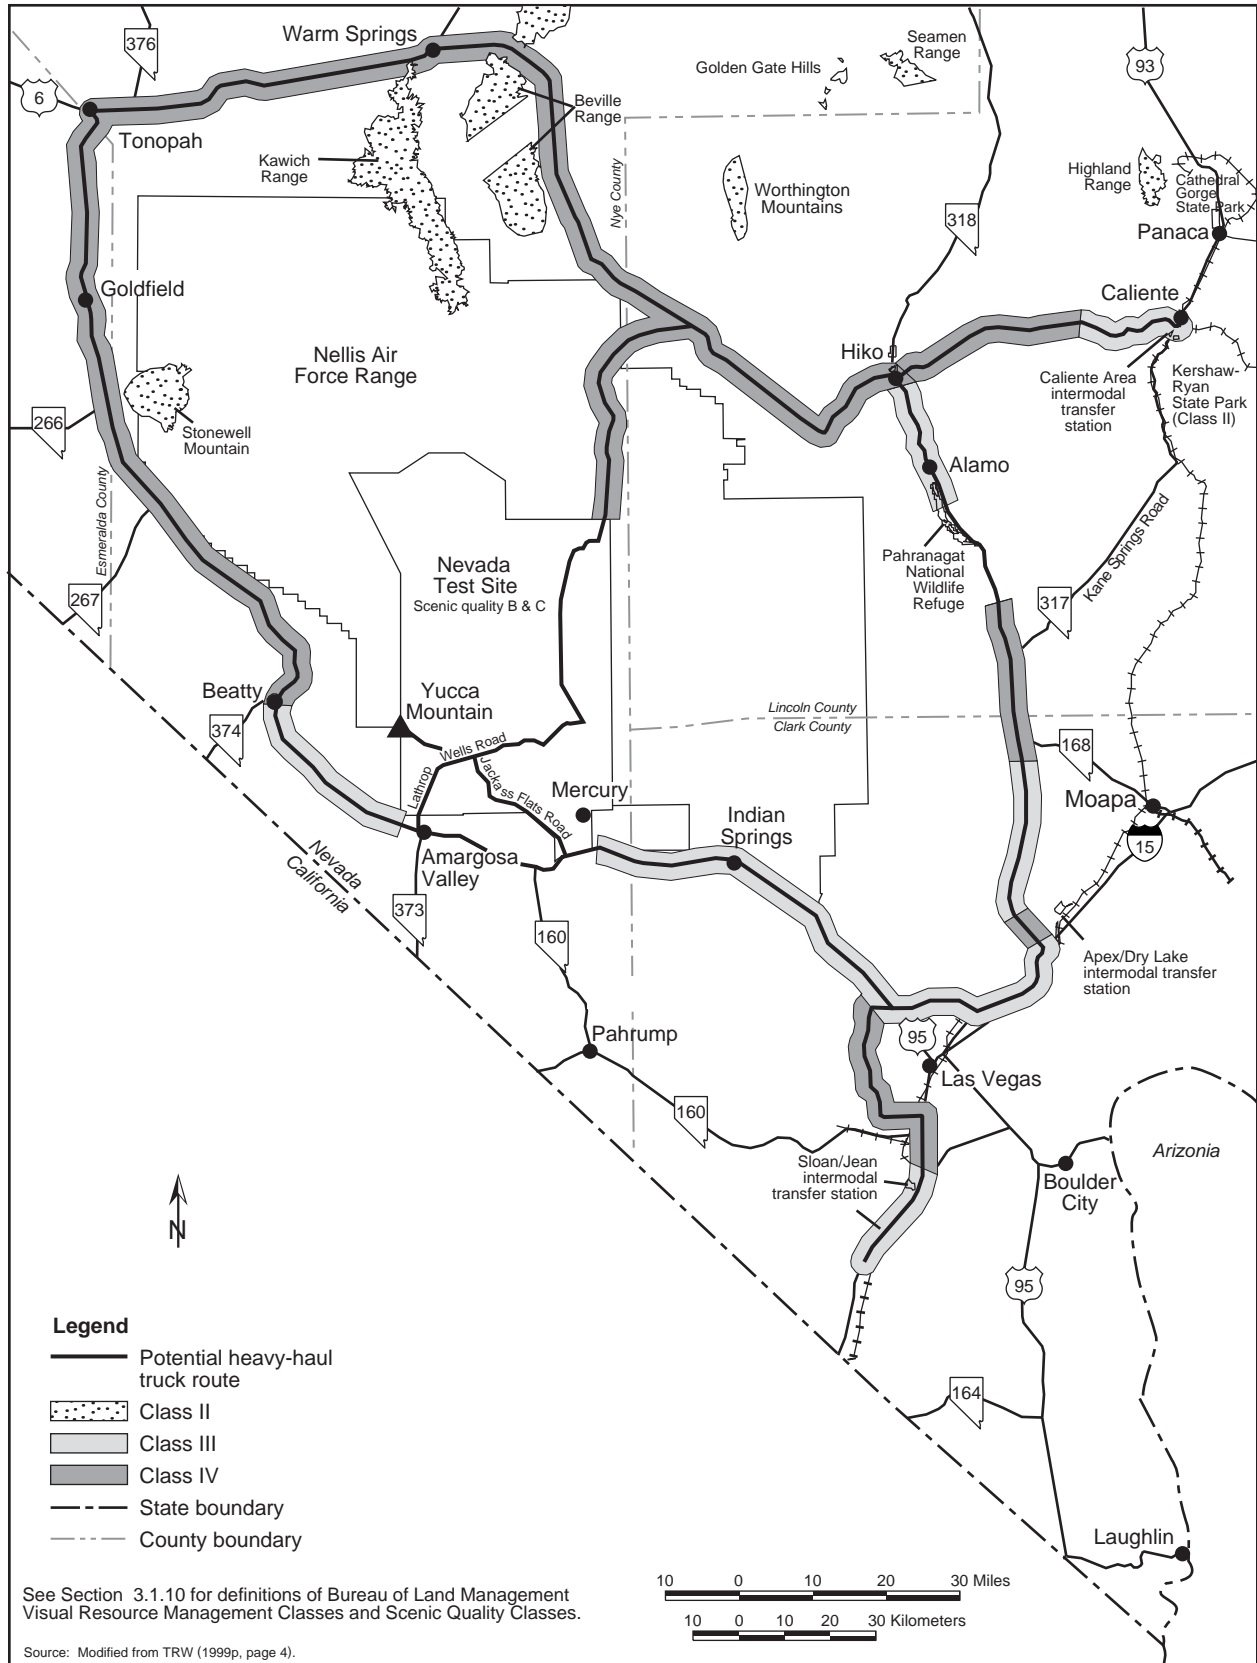 Warm Springs
376
6
Tonopah
Seamen
Range
Golden Gate Hills
93
Beville
Range
Kawich
Range
Nye County
Worthington
Mountains
Highland
Range
Cathedral
Gorge
State Park
318
Panaca
Goldfield
Caliente
Nellis Air
Force Range
Hiko
Caliente Area
intermodal
transfer
station
Kershaw-
Ryan
State Park
(Class II)
266
Stonewell
Mountain
Alamo
Esmeralda County
Nevada
Test Site
Scenic quality B & C
Pahranagat
National
Wildlife
Refuge
Kane Springs Road
267
317
Beatty
Yucca
Mountain
Lincoln County
Clark County
374
Wells Road
Lathrop
Jackass Flats Road
Mercury
168
Moapa
Indian
Springs
15
Amargosa
Valley
Nevada
California
373
160
Apex/Dry Lake
intermodal transfer
station
Pahrump
95
Las Vegas
160
Sloan/Jean
intermodal
transfer station
Arizonia
Boulder
City
N
95
Legend
Potential heavy-haul
truck route
Class II
Class III
Class IV
State boundary
County boundary
164
Laughlin
See Section 3.1.10 for definitions of Bureau of Land Management
Visual Resource Management Classes and Scenic Quality Classes.
10 0 10 20 30 Miles
10 0 10 20 30 Kilometers
Source: Modified from TRW (1999p, page 4).